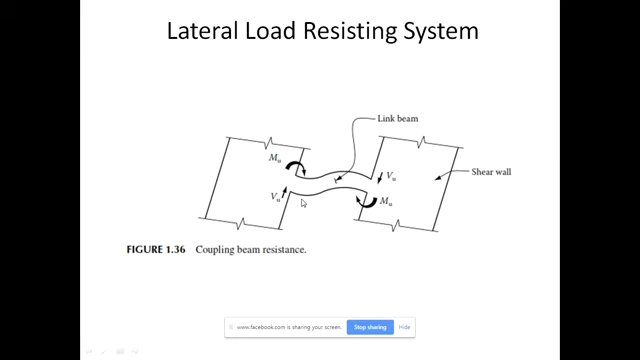 Lateral Load Resisting System
Link beam
Mu
Vu
Shear wall
Vu
Mu
FIGURE 1.36 Coupling beam resistance.
www.facebook.com is sharing your screen.
Stop sharing
Hide